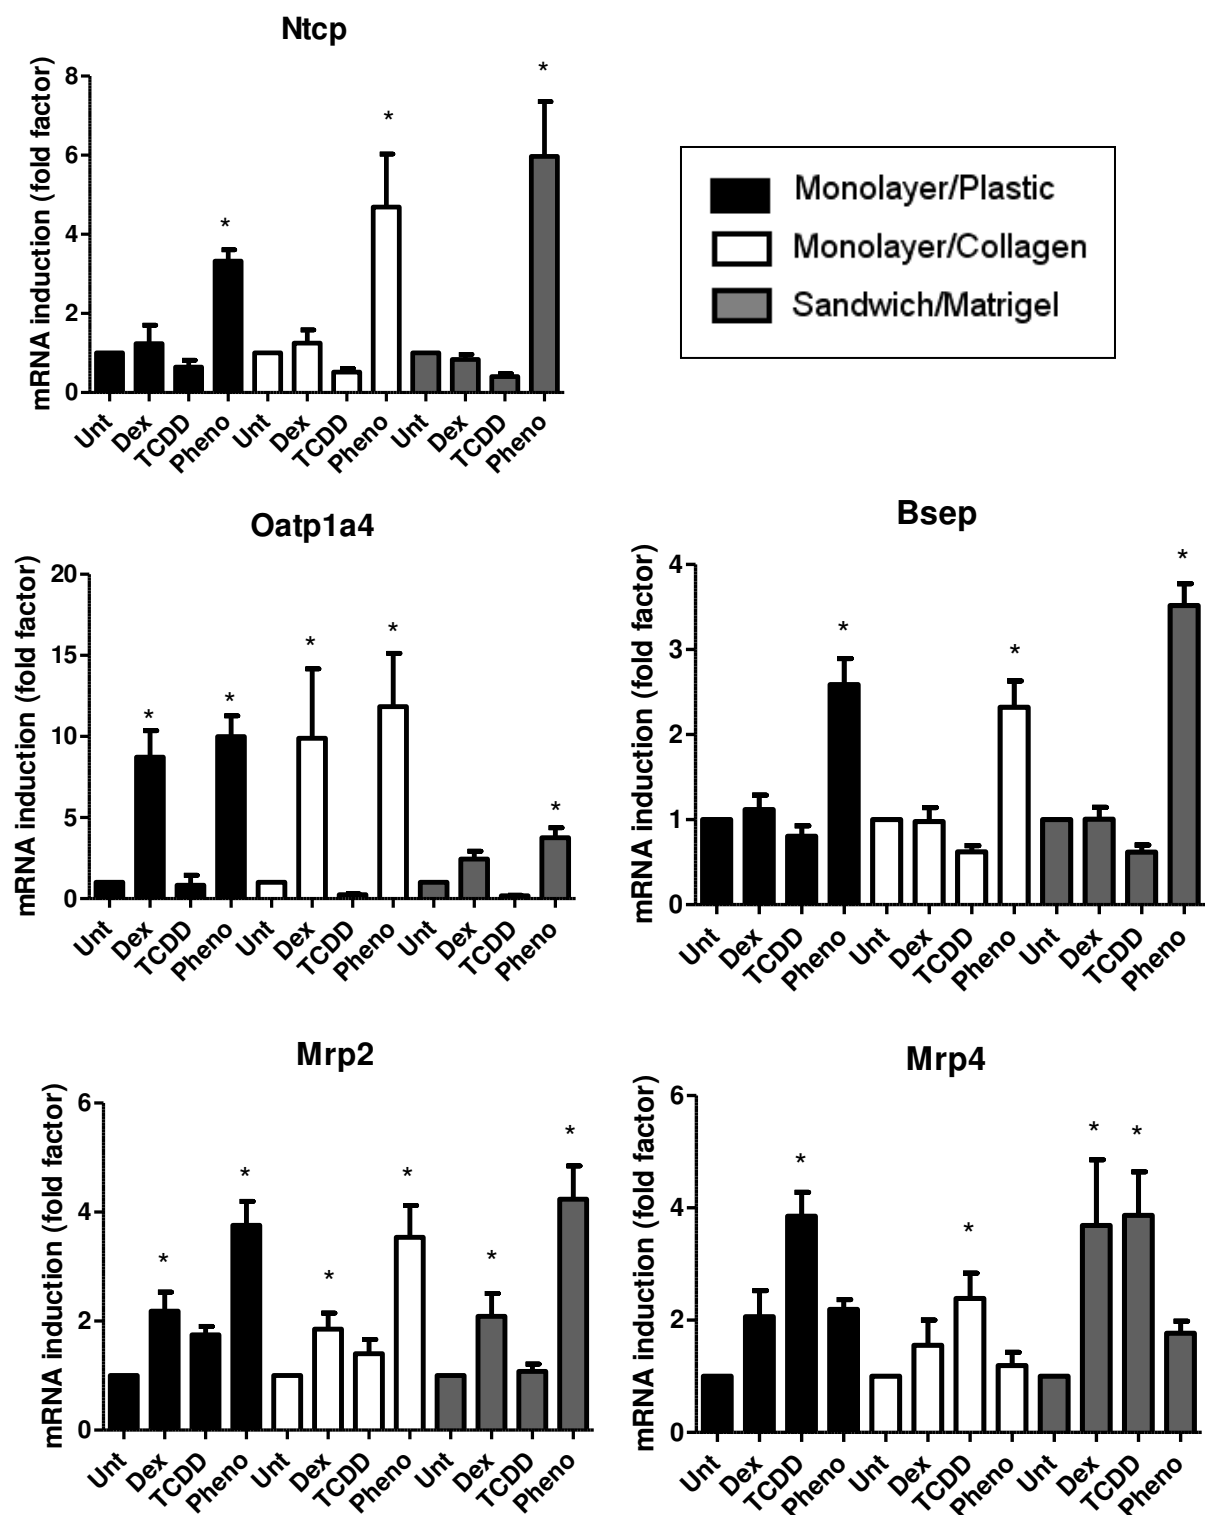 Ntcp
mRNA induction (fold factor)
8
6
4
2
0
*
*
*
Unt Dex TCDD Pheno Unt Dex TCDD Pheno Unt Dex TCDD Pheno
Monolayer/Plastic
Monolayer/Collagen
Sandwich/Matrigel
Oatp1a4
mRNA induction (fold factor)
20
15
10
5
0
*
*
*
*
*
Unt Dex TCDD Pheno Unt Dex TCDD Pheno Unt Dex TCDD Pheno
Bsep
mRNA induction (fold factor)
4
3
2
1
0
*
*
*
Unt Dex TCDD Pheno Unt Dex TCDD Pheno Unt Dex TCDD Pheno
Mrp2
mRNA induction (fold factor)
6
4
2
0
*
*
*
*
*
*
Unt Dex TCDD Pheno Unt Dex TCDD Pheno Unt Dex TCDD Pheno
Mrp4
mRNA induction (fold factor)
6
4
2
0
*
*
*
*
Unt Dex TCDD Pheno Unt Dex TCDD Pheno Unt Dex TCDD Pheno